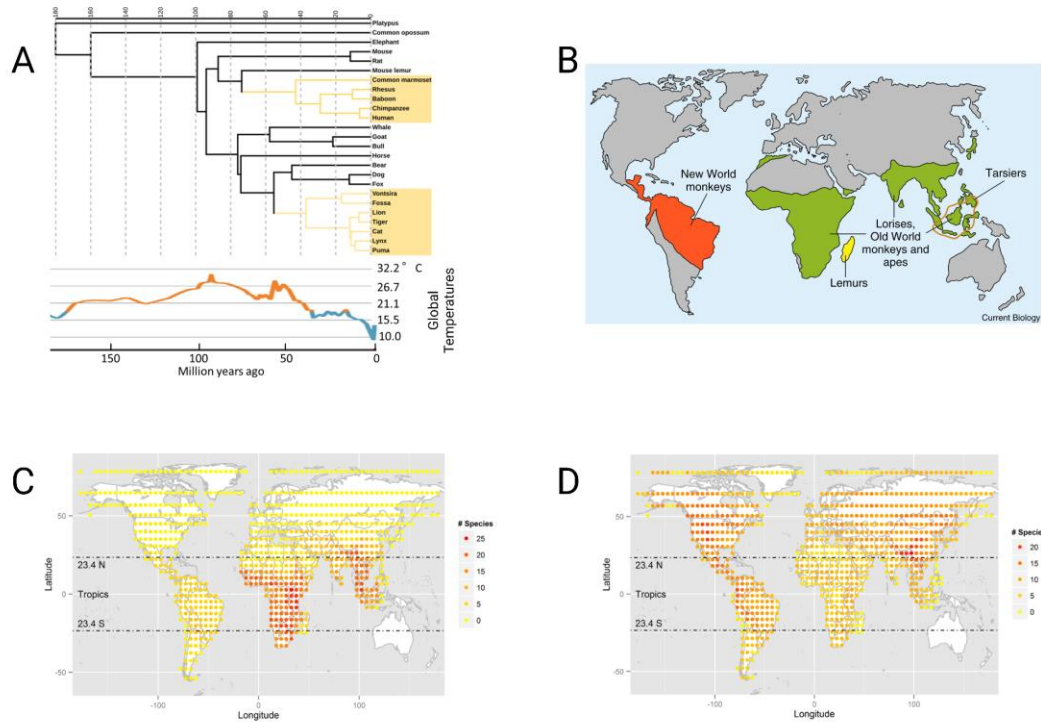 A
-180
-160
-140
-120
-100
-80
-60
-40
-20
0
Platypus
Common opossum
Elephant
Mouse
Rat
Mouse lemur
Common marmoset
Rhesus
Baboon
Chimpanzee
Human
Whale
Goat
Bull
Horse
Bear
Dog
Fox
Vontsira
Fossa
Lion
Tiger
Cat
Lynx
Puma
32.2° C
26.7
21.1
15.5
10.0
Global
Temperatures
150
100
50
0
Million years ago
B
New World
monkeys
Tarsiers
Lorises,
Old World
monkeys and
apes
Lemurs
Current Biology
C
Latitude
50
0
-50
23.4 N
Tropics
23.4 S
-100
0
100
Longitude
# Species
25
20
15
10
5
0
D
Latitude
50
0
-50
23.4 N
Tropics
23.4 S
-100
0
100
Longitude
# Species
20
15
10
5
0